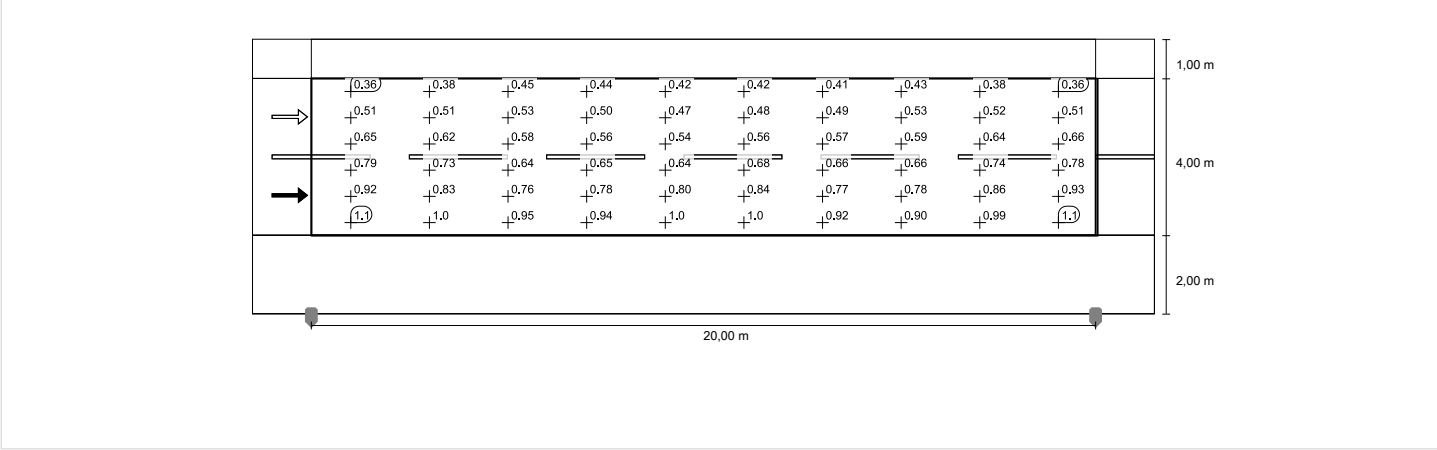 1,00 m
0.36 0.38 0.45 0.44 0.42 0.42 0.41 0.43 0.38 0.36
0.51 0.51 0.53 0.50 0.47 0.48 0.49 0.53 0.52 0.51
0.65 0.62 0.58 0.56 0.54 0.56 0.57 0.59 0.64 0.66
4,00 m
0.79 0.73 0.64 0.65 0.64 0.68 0.66 0.66 0.74 0.78
0.92 0.83 0.76 0.78 0.80 0.84 0.77 0.78 0.86 0.93
1.1 1.0 0.95 0.94 1.0 1.0 0.92 0.90 0.99 1.1
2,00 m
20,00 m